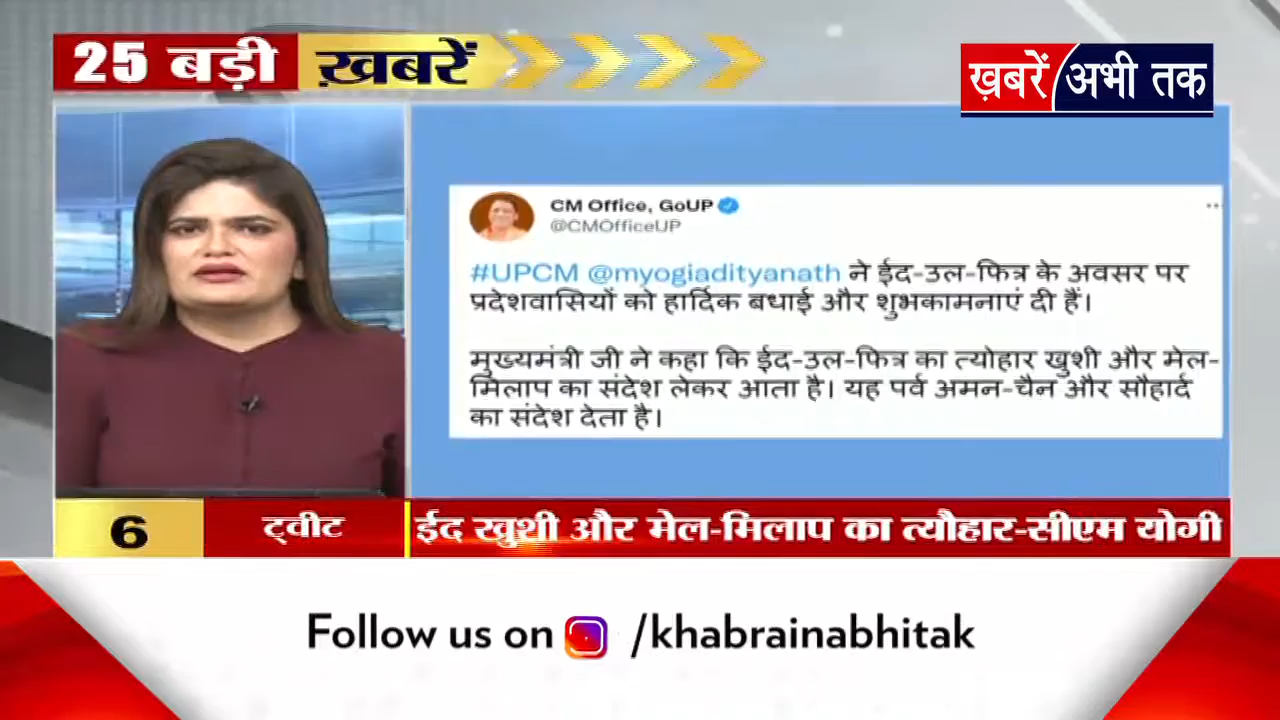 25 बड़ी ख़बरें
ख़बरें अभी तक
CM Office, GoUP
@CMOfficeUP
#UPCM @myogiadityanath ने ईद-उल-फित्र के अवसर पर
प्रदेशवासियों को हार्दिक बधाई और शुभकामनाएं दी हैं।
मुख्यमंत्री जी ने कहा कि ईद-उल-फित्र का त्योहार खुशी और मेल-
मिलाप का संदेश लेकर आता है। यह पर्व अमन-चैन और सौहार्द
का संदेश देता है।
6 ट्वीट ईद खुशी और मेल-मिलाप का त्यौहार-सीएम योगी
Follow us on /khabrainabhitak